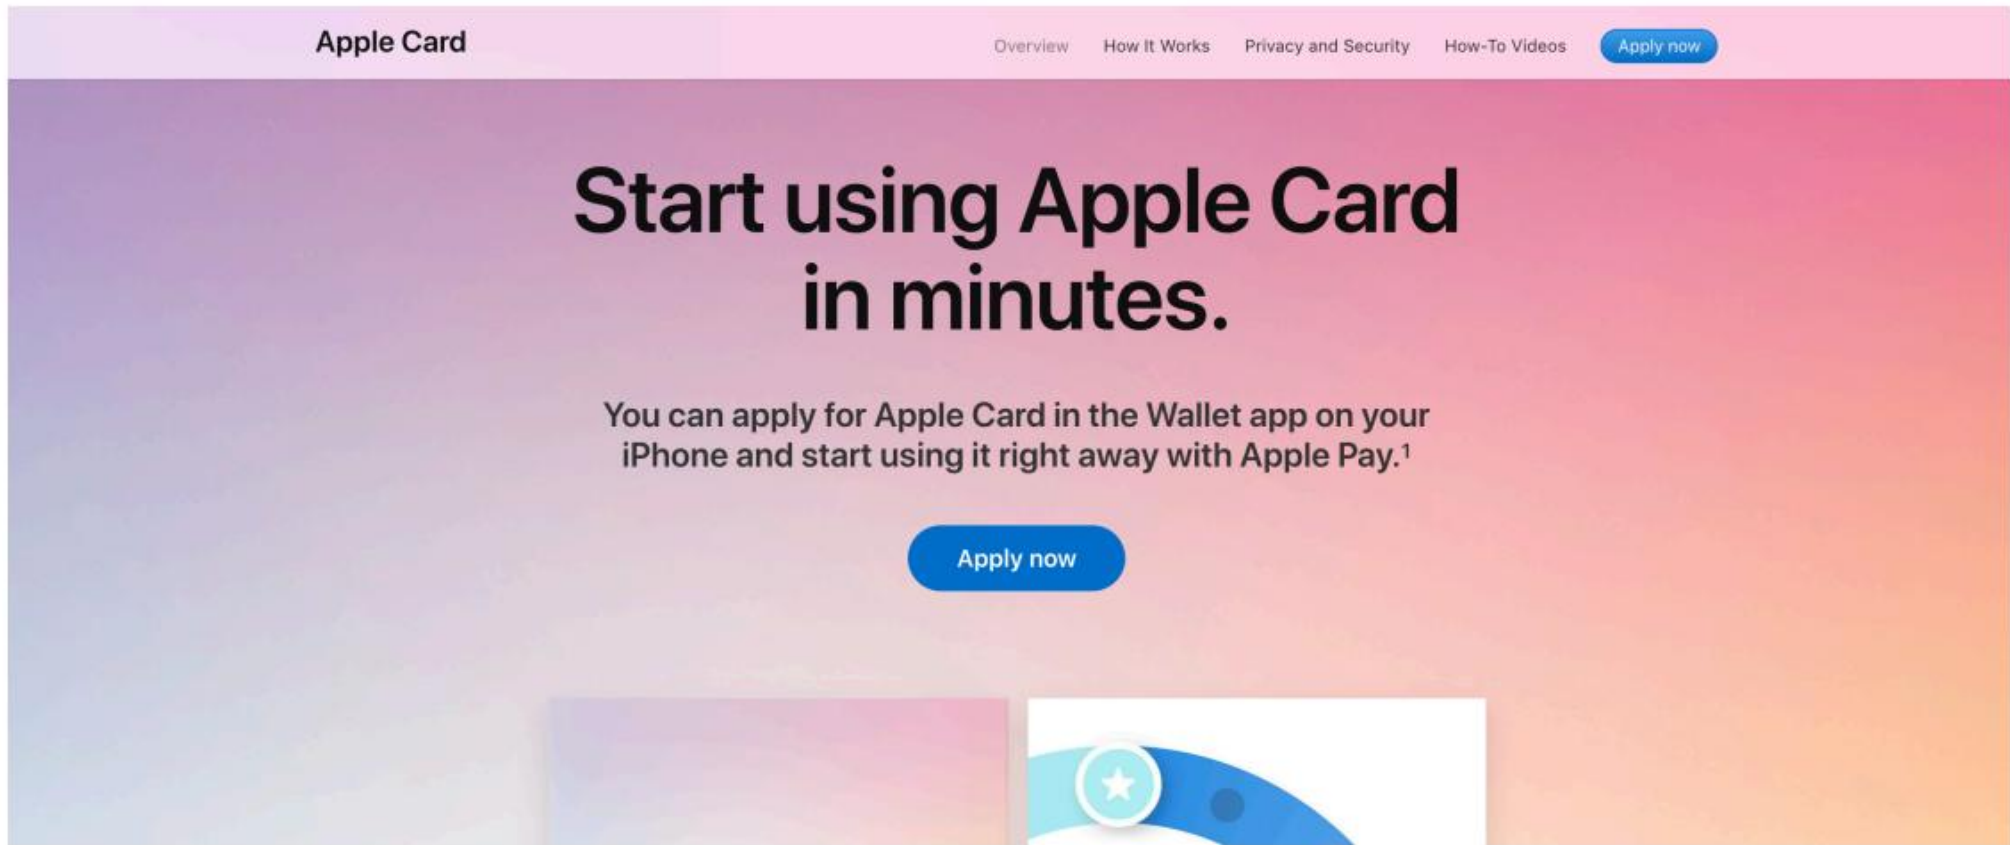 Apple Card
Overview
How It Works
Privacy and Security
How-To Videos
Apply now
Start using Apple Card
in minutes.
You can apply for Apple Card in the Wallet app on your
iPhone and start using it right away with Apple Pay.¹
Apply now